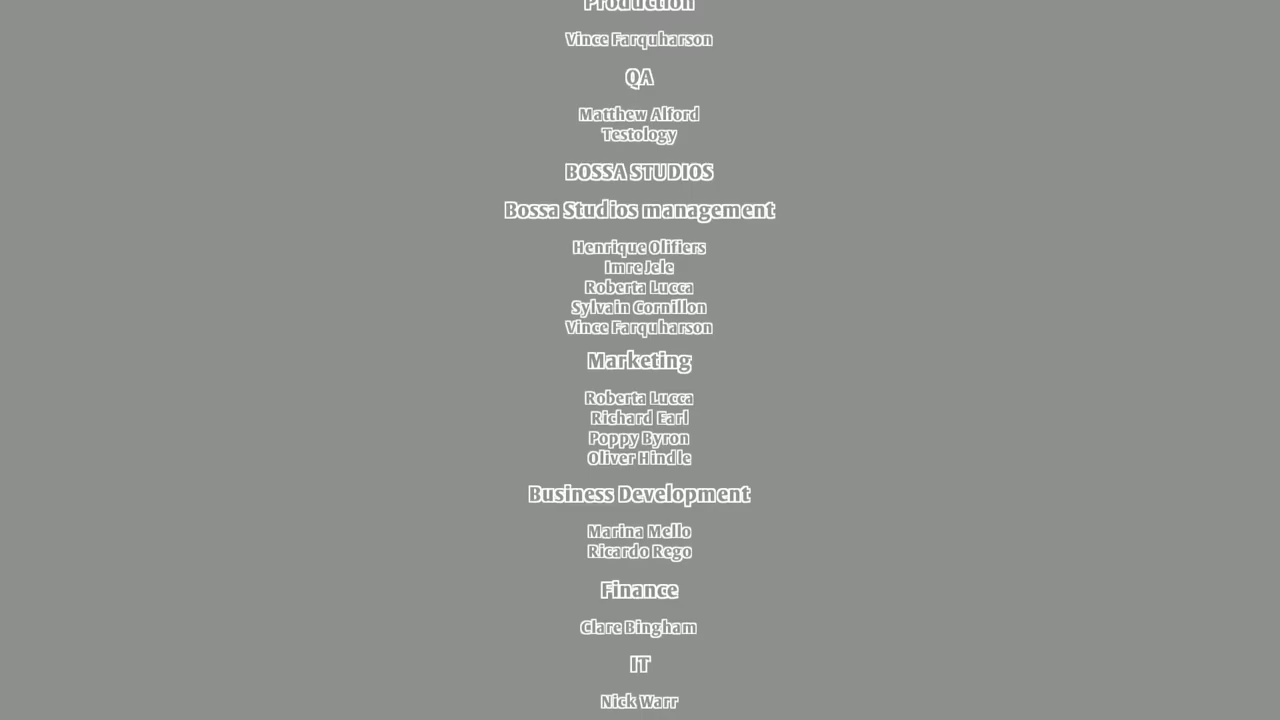 Production
Vince Farquharson
QA
Matthew Alford
Testology
BOSSA STUDIOS
Bossa Studios management
Henrique Olifiers
Imre Jele
Roberta Lucca
Sylvain Cornillon
Vince Farquharson
Marketing
Roberta Lucca
Richard Earl
Poppy Byron
Oliver Hindle
Business Development
Marina Mello
Ricardo Rego
Finance
Clare Bingham
IT
Nick Warr